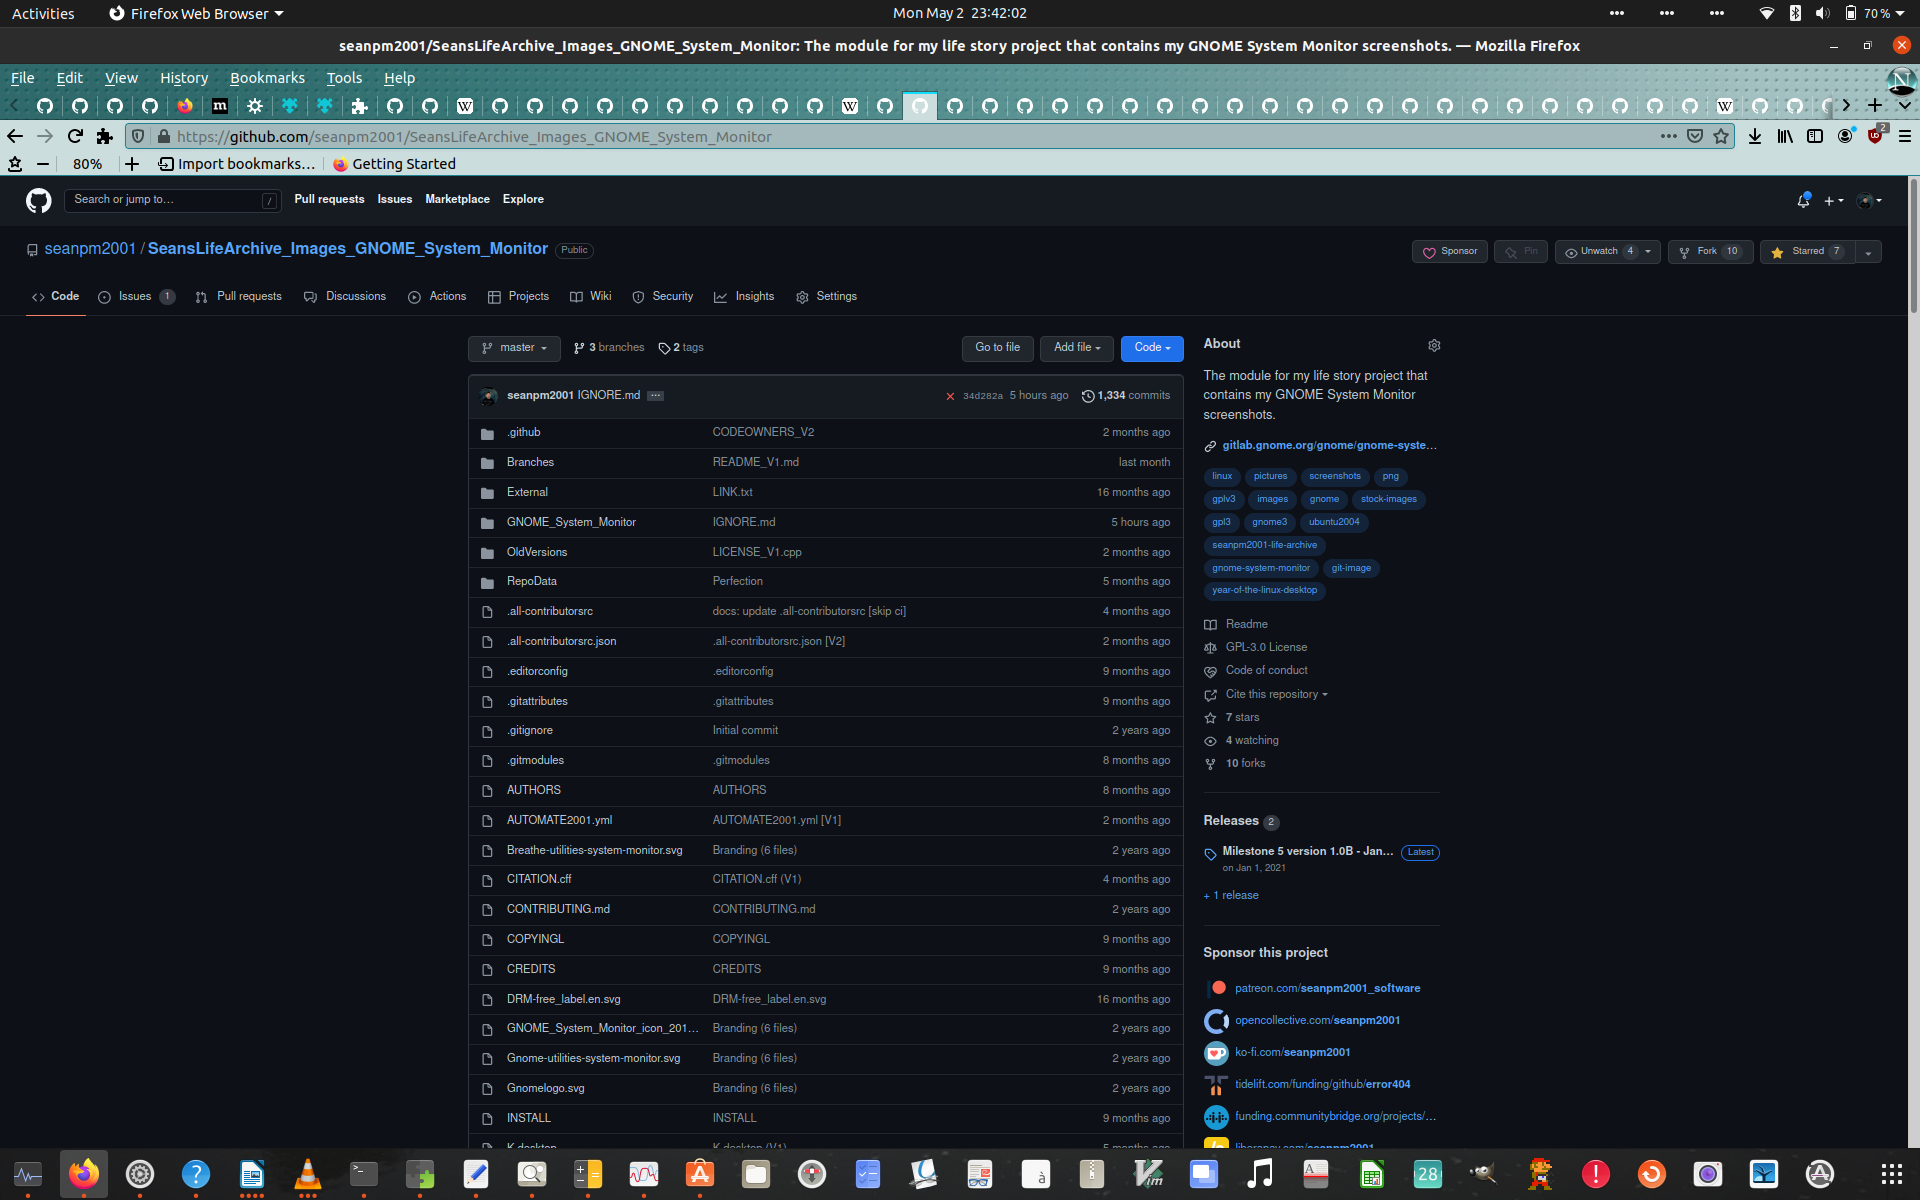 Activities Firefox Web Browser Mon May 2 23:42:02 70 %
seanpm2001/SeansLifeArchive_Images_GNOME_System_Monitor: The module for my life story project that contains my GNOME System Monitor screenshots. — Mozilla Firefox
File Edit View History Bookmarks Tools Help
https://github.com/seanpm2001/SeansLifeArchive_Images_GNOME_System_Monitor 2
80% Import bookmarks… Getting Started
Search or jump to… / Pull requests Issues Marketplace Explore
seanpm2001 / SeansLifeArchive_Images_GNOME_System_Monitor Public
Sponsor Pin Unwatch 4 Fork 10 Starred 7
Code Issues 1 Pull requests Discussions Actions Projects Wiki Security Insights Settings
master 3 branches 2 tags Go to file Add file Code
seanpm2001 IGNORE.md ... 34d282a 5 hours ago 1,334 commits
.github CODEOWNERS_V2 2 months ago
Branches README_V1.md last month
External LINK.txt 16 months ago
GNOME_System_Monitor IGNORE.md 5 hours ago
OldVersions LICENSE_V1.cpp 2 months ago
RepoData Perfection 5 months ago
.all-contributorsrc docs: update .all-contributorsrc [skip ci] 4 months ago
.all-contributorsrc.json .all-contributorsrc.json [V2] 2 months ago
.editorconfig .editorconfig 9 months ago
.gitattributes .gitattributes 9 months ago
.gitignore Initial commit 2 years ago
.gitmodules .gitmodules 8 months ago
AUTHORS AUTHORS 8 months ago
AUTOMATE2001.yml AUTOMATE2001.yml [V1] 2 months ago
Breathe-utilities-system-monitor.svg Branding (6 files) 2 years ago
CITATION.cff CITATION.cff (V1) 4 months ago
CONTRIBUTING.md CONTRIBUTING.md 2 years ago
COPYINGL COPYINGL 9 months ago
CREDITS CREDITS 9 months ago
DRM-free_label.en.svg DRM-free_label.en.svg 16 months ago
GNOME_System_Monitor_icon_201… Branding (6 files) 2 years ago
Gnome-utilities-system-monitor.svg Branding (6 files) 2 years ago
Gnomelogo.svg Branding (6 files) 2 years ago
INSTALL INSTALL 9 months ago
About
The module for my life story project that
contains my GNOME System Monitor
screenshots.
gitlab.gnome.org/gnome/gnome-syste…
linux pictures screenshots png
gplv3 images gnome stock-images
gpl3 gnome3 ubuntu2004
seanpm2001-life-archive
gnome-system-monitor git-image
year-of-the-linux-desktop
Readme
GPL-3.0 License
Code of conduct
Cite this repository
7 stars
4 watching
10 forks
Releases 2
Milestone 5 version 1.0B - Jan… Latest
on Jan 1, 2021
+ 1 release
Sponsor this project
patreon.com/seanpm2001_software
opencollective.com/seanpm2001
ko-fi.com/seanpm2001
tidelift.com/funding/github/error404
funding.communitybridge.org/projects/…
28